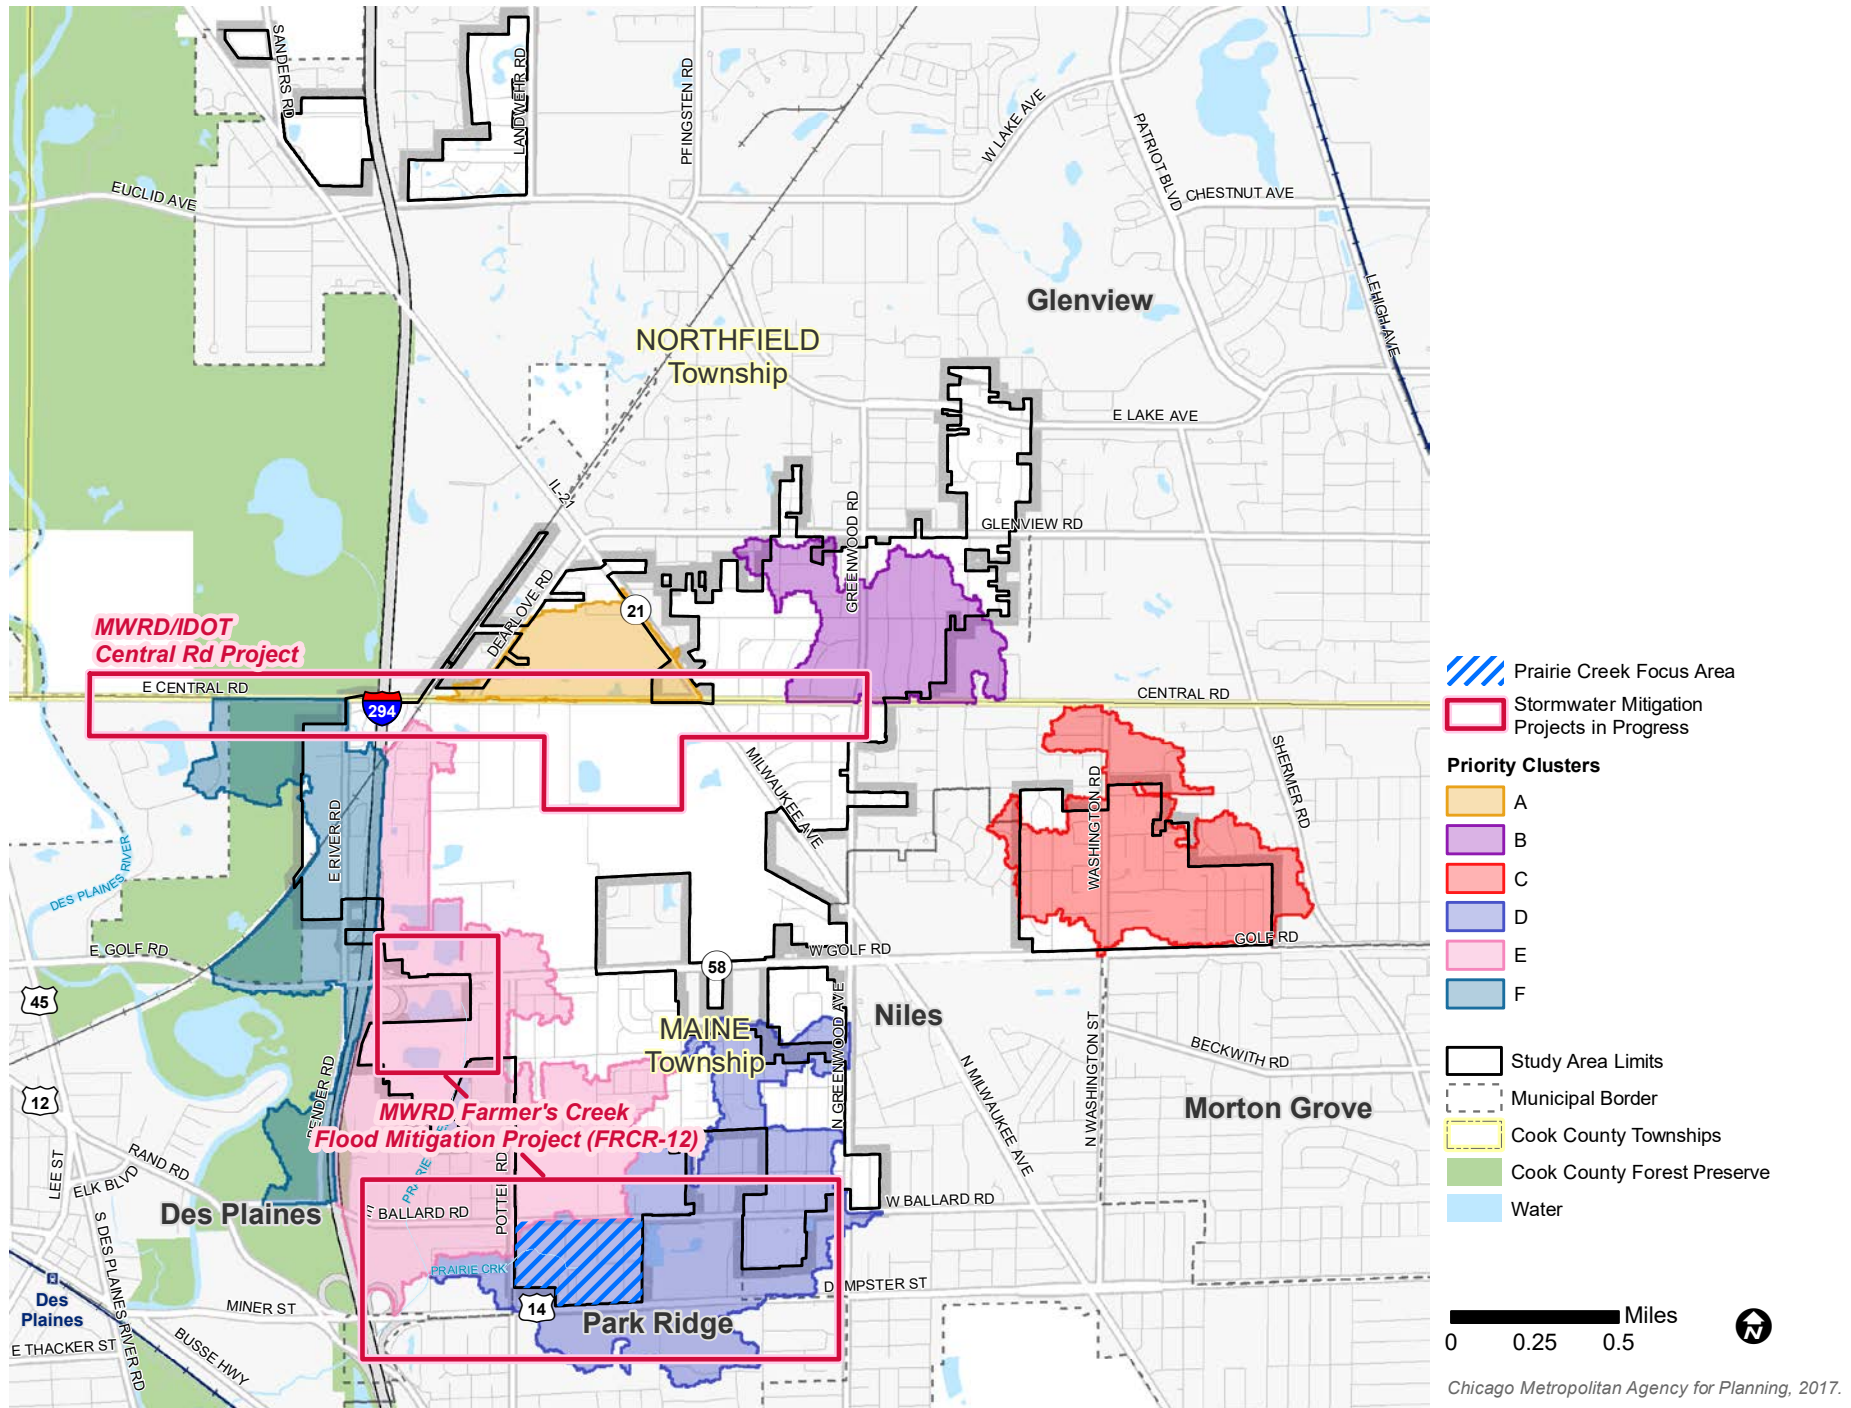 SANDERS RD
LANDWEHR RD
PFINGSTEN RD
W LAKE AVE
PATRIOT BLVD
CHESTNUT AVE
EUCLID AVE
LEHIGH AVE
Glenview
NORTHFIELD
Township
E LAKE AVE
IL-21
GREENWOOD RD
GLENVIEW RD
DEARLOVE RD
21
MWRD/IDOT
Central Rd Project
E CENTRAL RD
294
CENTRAL RD
SHERMER RD
MILWAUKEE AVE
WASHINGTON RD
E RIVER RD
DES PLAINES RIVER
E GOLF RD
W GOLF RD
GOLF RD
58
45
N GREENWOOD AVE
Niles
MAINE
Township
N WASHINGTON ST
BECKWITH RD
N MILWAUKEE AVE
BENDER RD
12
MWRD Farmer's Creek
Flood Mitigation Project (FRCR-12)
Morton Grove
RAND RD
LEE ST
ELK BLVD
POTTER RD
Des Plaines
E BALLARD RD
W BALLARD RD
S DES PLAINES RIVER RD
PRAIRIE CRK
DEMPSTER ST
Des
Plaines
MINER ST
14
Park Ridge
E THACKER ST
BUSSE HWY
Prairie Creek Focus Area
Stormwater Mitigation
Projects in Progress
Priority Clusters
A
B
C
D
E
F
Study Area Limits
Municipal Border
Cook County Townships
Cook County Forest Preserve
Water
Miles
0 0.25 0.5
N
Chicago Metropolitan Agency for Planning, 2017.